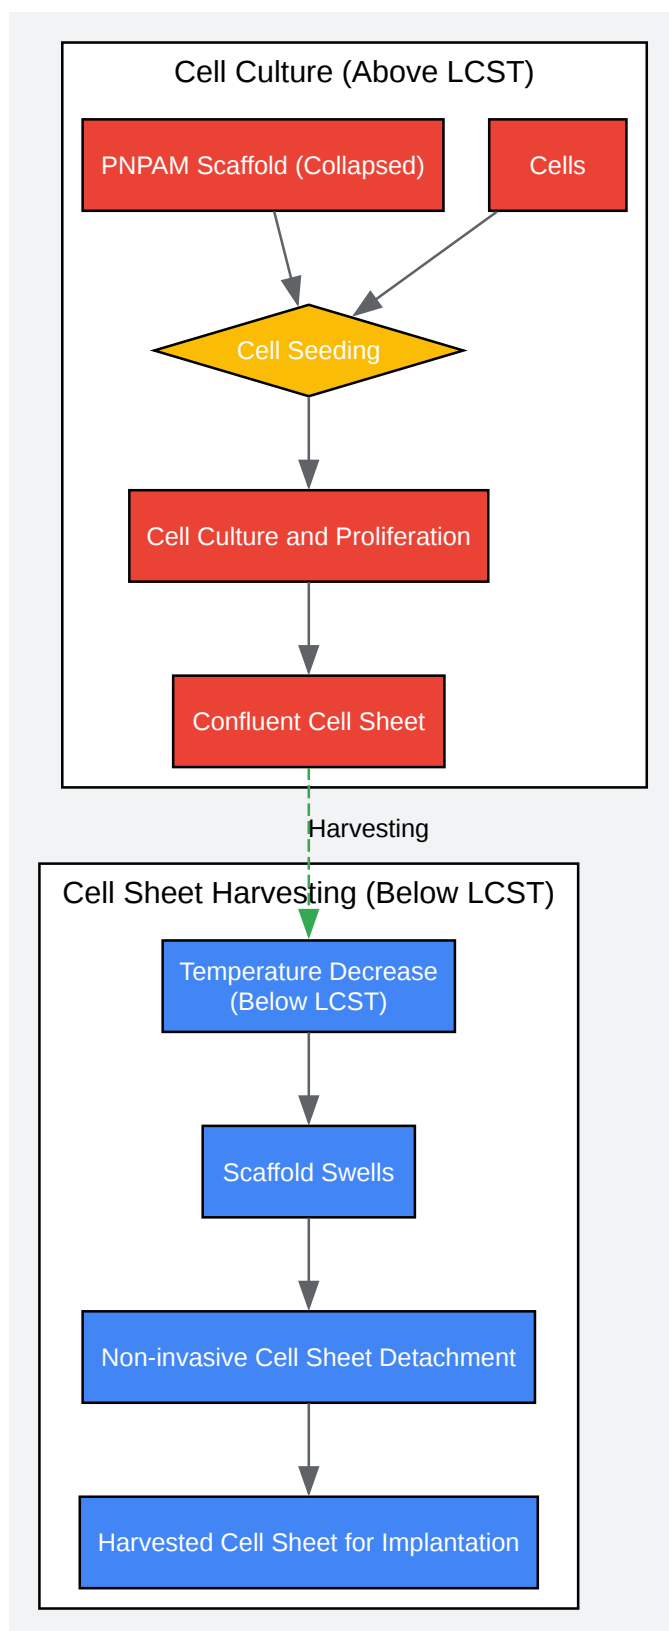 Cell Culture (Above LCST)
PNPAM Scaffold (Collapsed)
Cells
Cell Seeding
Cell Culture and Proliferation
Confluent Cell Sheet
Harvesting
Cell Sheet Harvesting (Below LCST)
Temperature Decrease
(Below LCST)
Scaffold Swells
Non-invasive Cell Sheet Detachment
Harvested Cell Sheet for Implantation